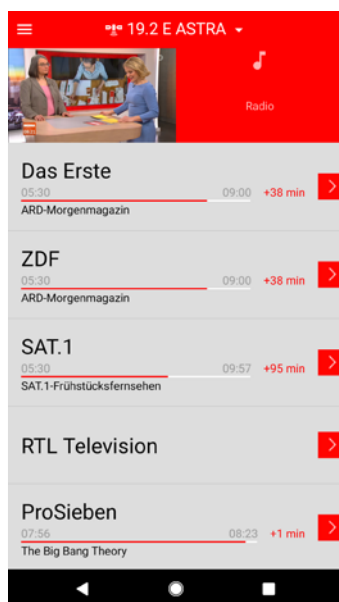 19.2 E ASTRA
Radio
Das Erste
05:30 09:00 +38 min
ARD-Morgenmagazin
ZDF
05:30 09:00 +38 min
ARD-Morgenmagazin
SAT.1
05:30 09:57 +95 min
SAT.1-Frühstücksfernsehen
RTL Television
ProSieben
07:56 08:23 +1 min
The Big Bang Theory